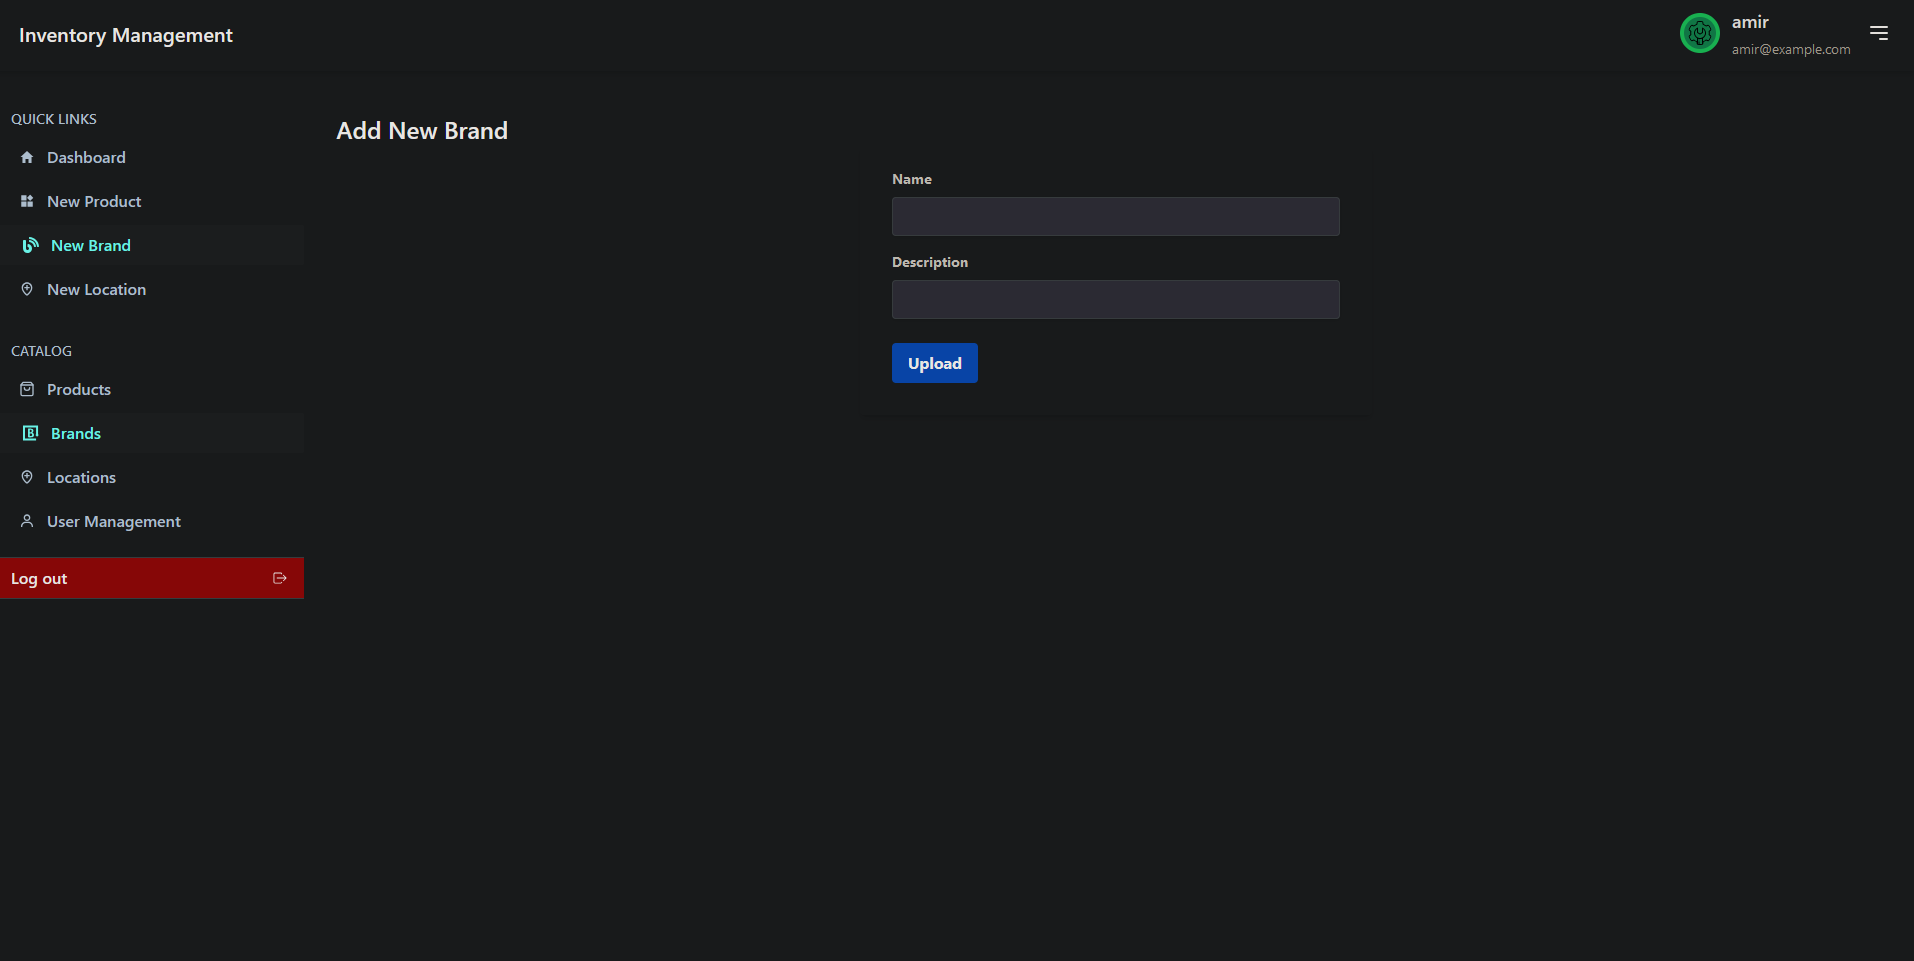 Inventory Management
amir
amir@example.com
QUICK LINKS
Dashboard
New Product
New Brand
New Location
CATALOG
Products
Brands
Locations
User Management
Log out
Add New Brand
Name
Description
Upload